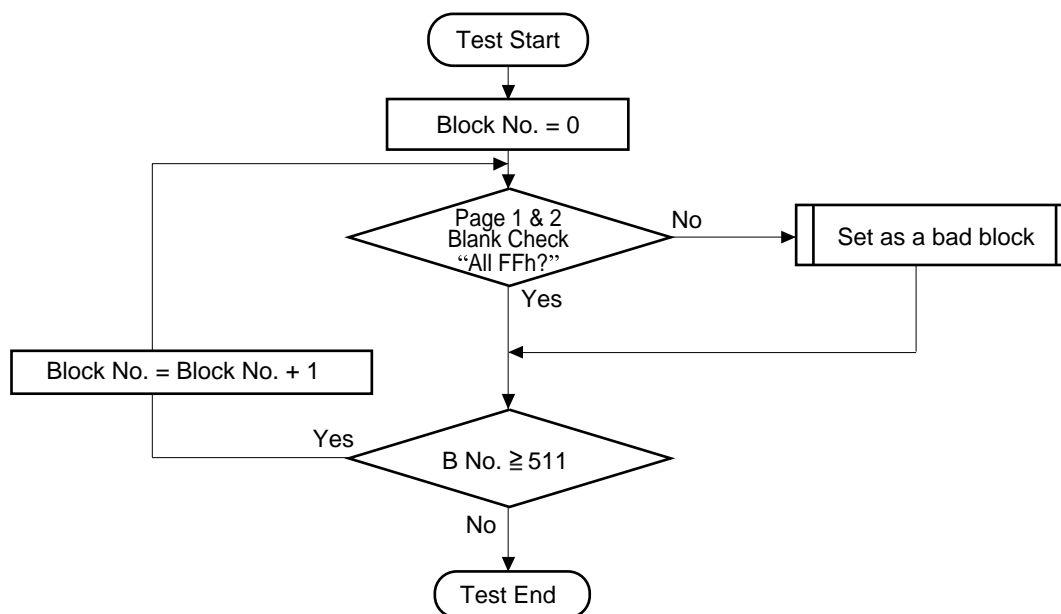 Test Start
Block No. = 0
Page 1 & 2
Blank Check
“All FFh?”
No
Set as a bad block
Yes
Block No. = Block No. + 1
Yes
B No. ≧ 511
No
Test End